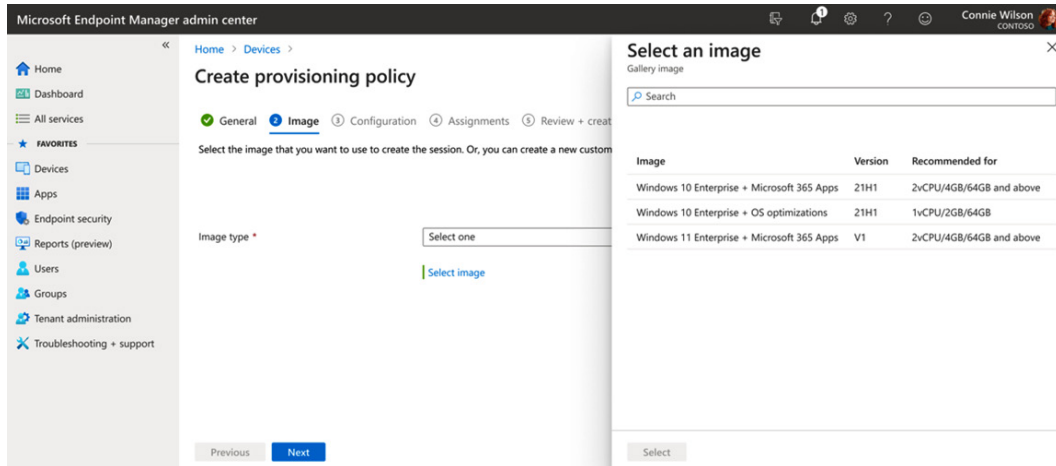 Microsoft Endpoint Manager admin center
1
Connie Wilson
CONTOSO
«
Home
Dashboard
All services
FAVORITES
Devices
Apps
Endpoint security
Reports (preview)
Users
Groups
Tenant administration
Troubleshooting + support
Home > Devices >
Create provisioning policy
General 2 Image 3 Configuration 4 Assignments 5 Review + creat
Select the image that you want to use to create the session. Or, you can create a new custom
Image type * Select one
Select image
Previous Next
Select an image
Gallery image
Search
Image Version Recommended for
Windows 10 Enterprise + Microsoft 365 Apps 21H1 2vCPU/4GB/64GB and above
Windows 10 Enterprise + OS optimizations 21H1 1vCPU/2GB/64GB
Windows 11 Enterprise + Microsoft 365 Apps V1 2vCPU/4GB/64GB and above
Select